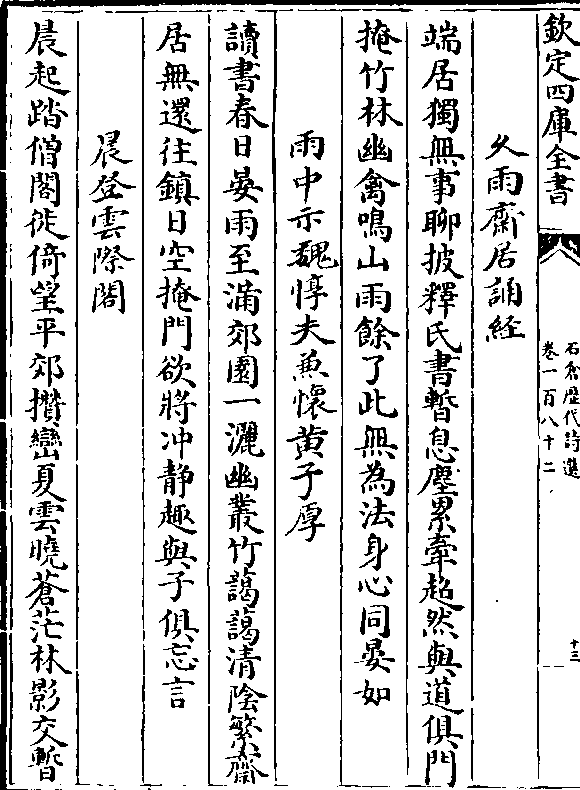 欽定四庫全書
石倉歷代詩選
卷一百八十二
十三
久雨齋居誦經
端居獨無事聊披釋氏書暫息塵累牽超然與道俱門
掩竹林幽禽鳴山雨餘了此無為法身心同晏如
雨中示魏惇夫兼懷黄子厚
讀書春日晏雨至滿郊園一灑幽叢竹藹藹清陰繁齋
居無還往鎮日空掩門欲將冲静趣與子俱忘言
晨登雲際閣
晨起踏僧閣徙倚望平郊攢巒夏雲曉蒼茫林影交暫